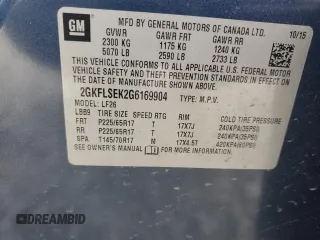 GM
MFD BY GENERAL MOTORS OF CANADA LTD. 10/15
GVWR GAWR FRT GAWR RR
2300 KG 1175 KG 1240 KG
5070 LB 2590 LB 2733 LB
THIS VEHICLE CONFORMS TO ALL APPLICABLE U.S. FEDERAL
MOTOR VEHICLE SAFETY, BUMPER, AND THEFT PREVENTION STANDARDS
IN EFFECT ON THE DATE OF MANUFACTURE SHOWN ABOVE.
2GKFLSEK2G6169904 TYPE: M.P.V.
MODEL: LF26
LBB9 TIRE SIZE SPEED RTG RIM COLD TIRE PRESSURE
FRT P225/65R17 T 17X7J 240KPA(35PSI)
RR P225/65R17 T 17X7J 240KPA(35PSI)
SPA T145/70R17 M 17X4.5T 420KPA(60PSI)
SEE OWNER'S MANUAL
DREAMBID